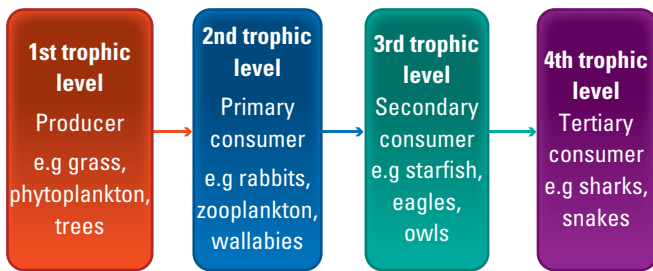 1st trophic
level
Producer
e.g grass,
phytoplankton,
trees
2nd trophic
level
Primary
consumer
e.g rabbits,
zooplankton,
wallabies
3rd trophic
level
Secondary
consumer
e.g starfish,
eagles,
owls
4th trophic
level
Tertiary
consumer
e.g sharks,
snakes